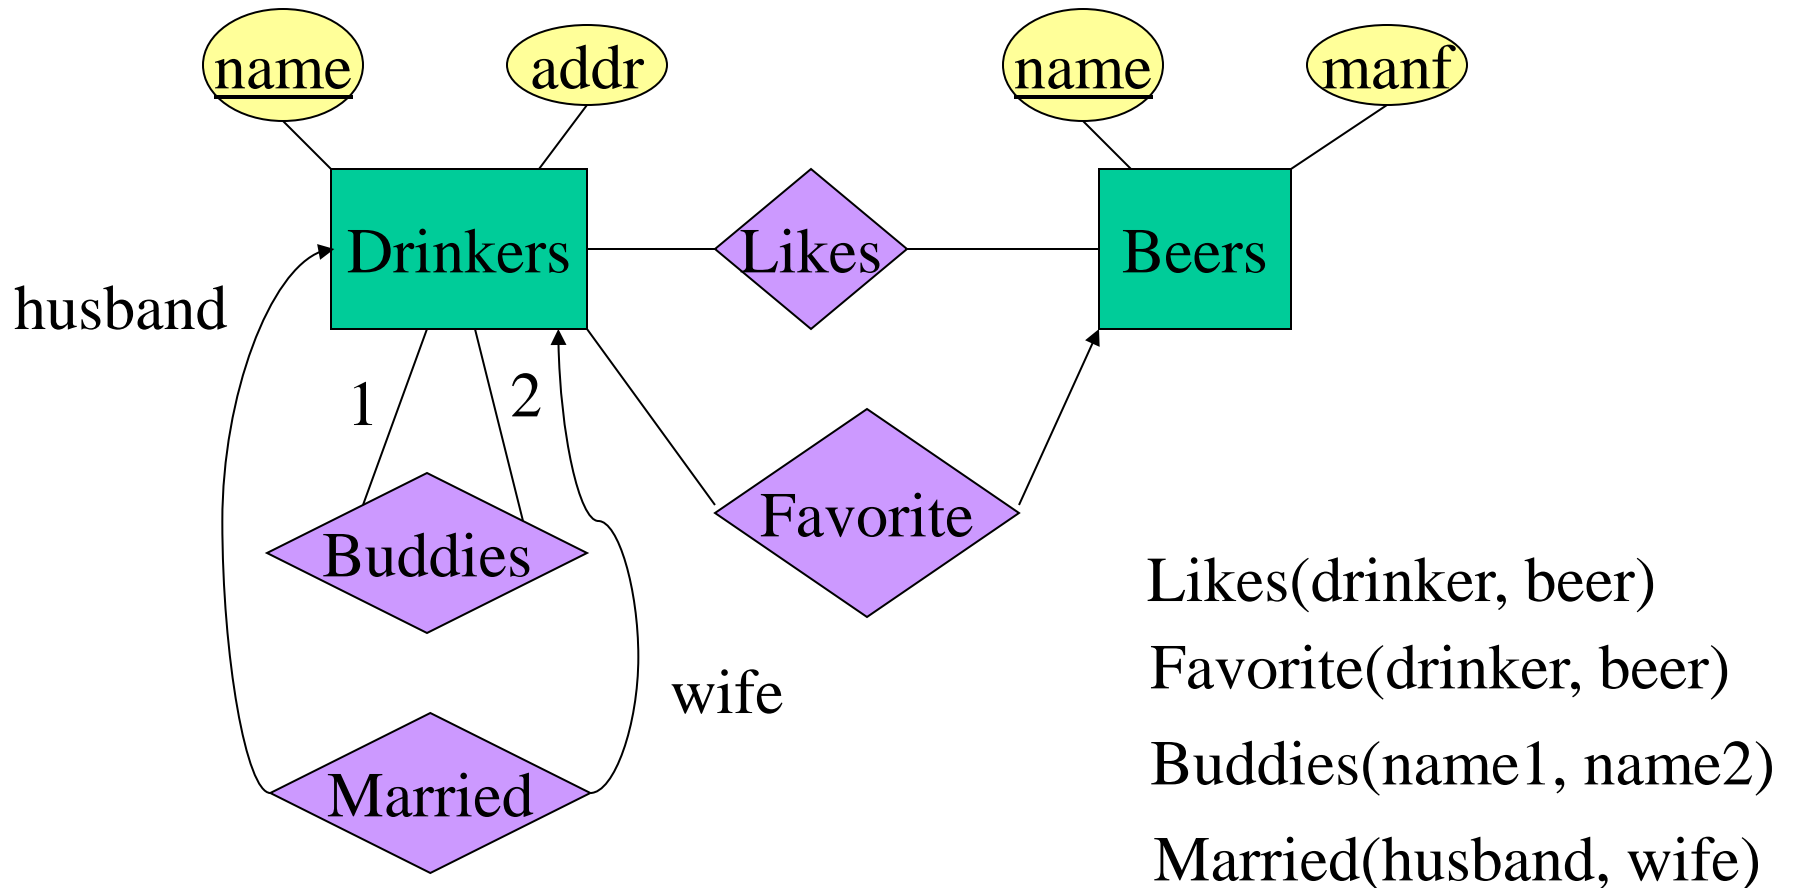 name addr name manf
Drinkers Likes Beers
husband
1 2
Favorite
Buddies
wife
Married
Likes(drinker, beer)
Favorite(drinker, beer)
Buddies(name1, name2)
Married(husband, wife)